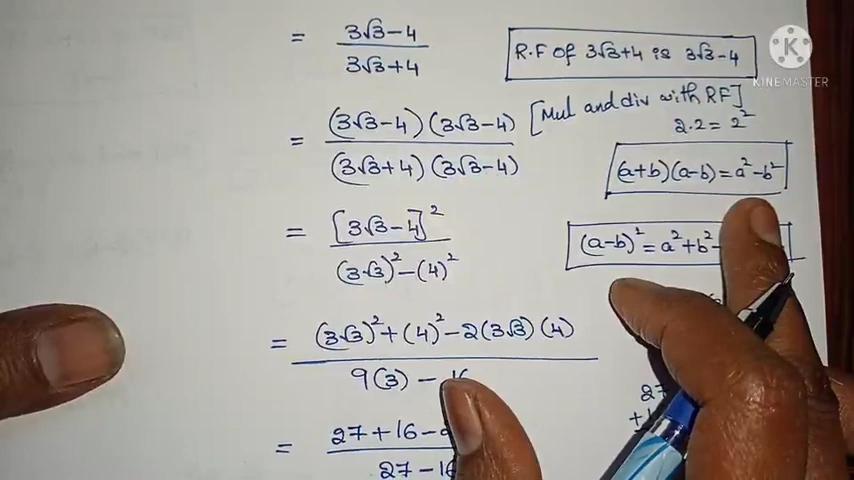 = (3√3-4)/(3√3+4)
R.F of 3√3+4 is 3√3-4
KINEMASTER
= (3√3-4)(3√3-4)/(3√3+4)(3√3-4) [Mul and div with RF]
2·2 = 2²
(a+b)(a-b) = a²-b²
= [3√3-4]²/(3√3)²-(4)²
(a-b)² = a²+b²-
= (3√3)²+(4)²-2(3√3)(4)/9(3)-16
27
+1
= 27+16-/27-16